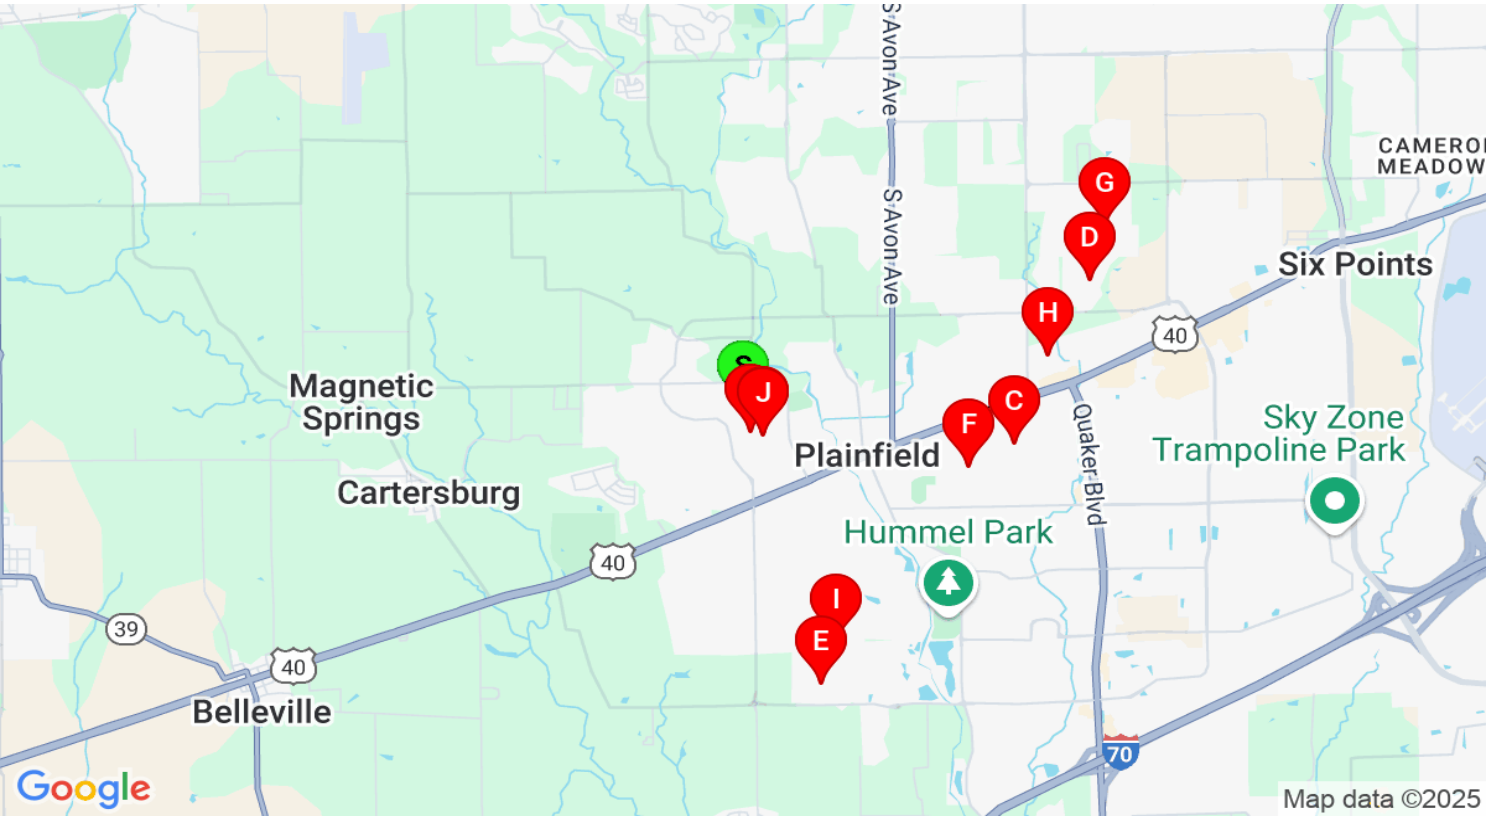 S Avon Ave
CAMERO
MEADOW
G
S Avon Ave
D
Six Points
H
40
S
J
Magnetic
Springs
C
F
Quaker Blvd
Sky Zone
Trampoline Park
Plainfield
Cartersburg
Hummel Park
40
I
39
E
40
Belleville
70
Google
Map data ©2025